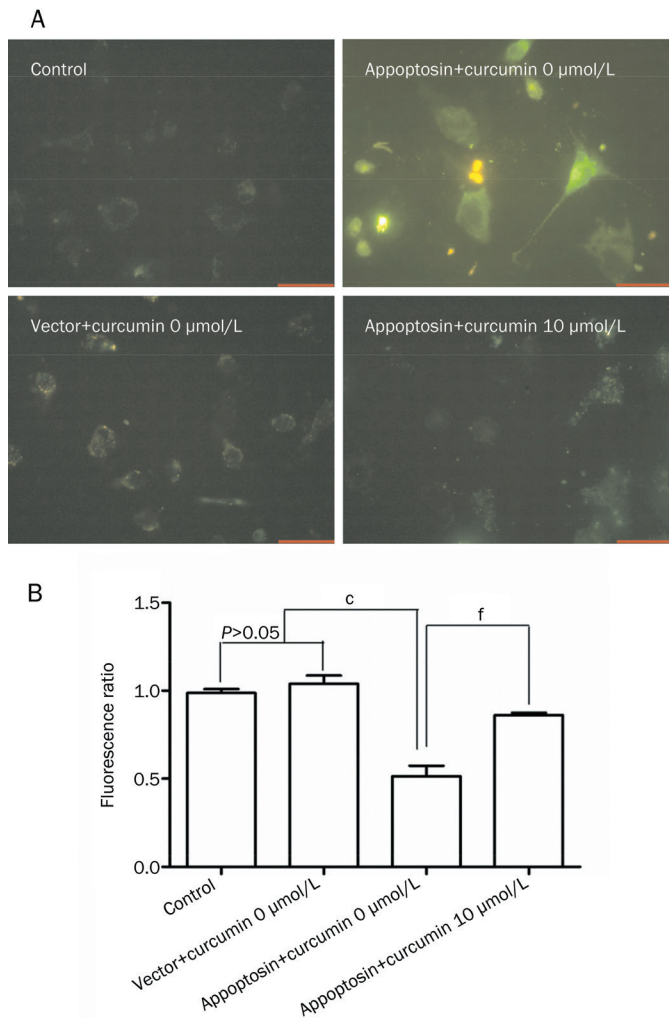 A
Control
Appoptosin+curcumin 0 µmol/L
Vector+curcumin 0 µmol/L
Appoptosin+curcumin 10 µmol/L
B
Fluorescence ratio
1.5
1.0
0.5
0.0
P>0.05
c
f
Control
Vector+curcumin 0 µmol/L
Appoptosin+curcumin 0 µmol/L
Appoptosin+curcumin 10 µmol/L